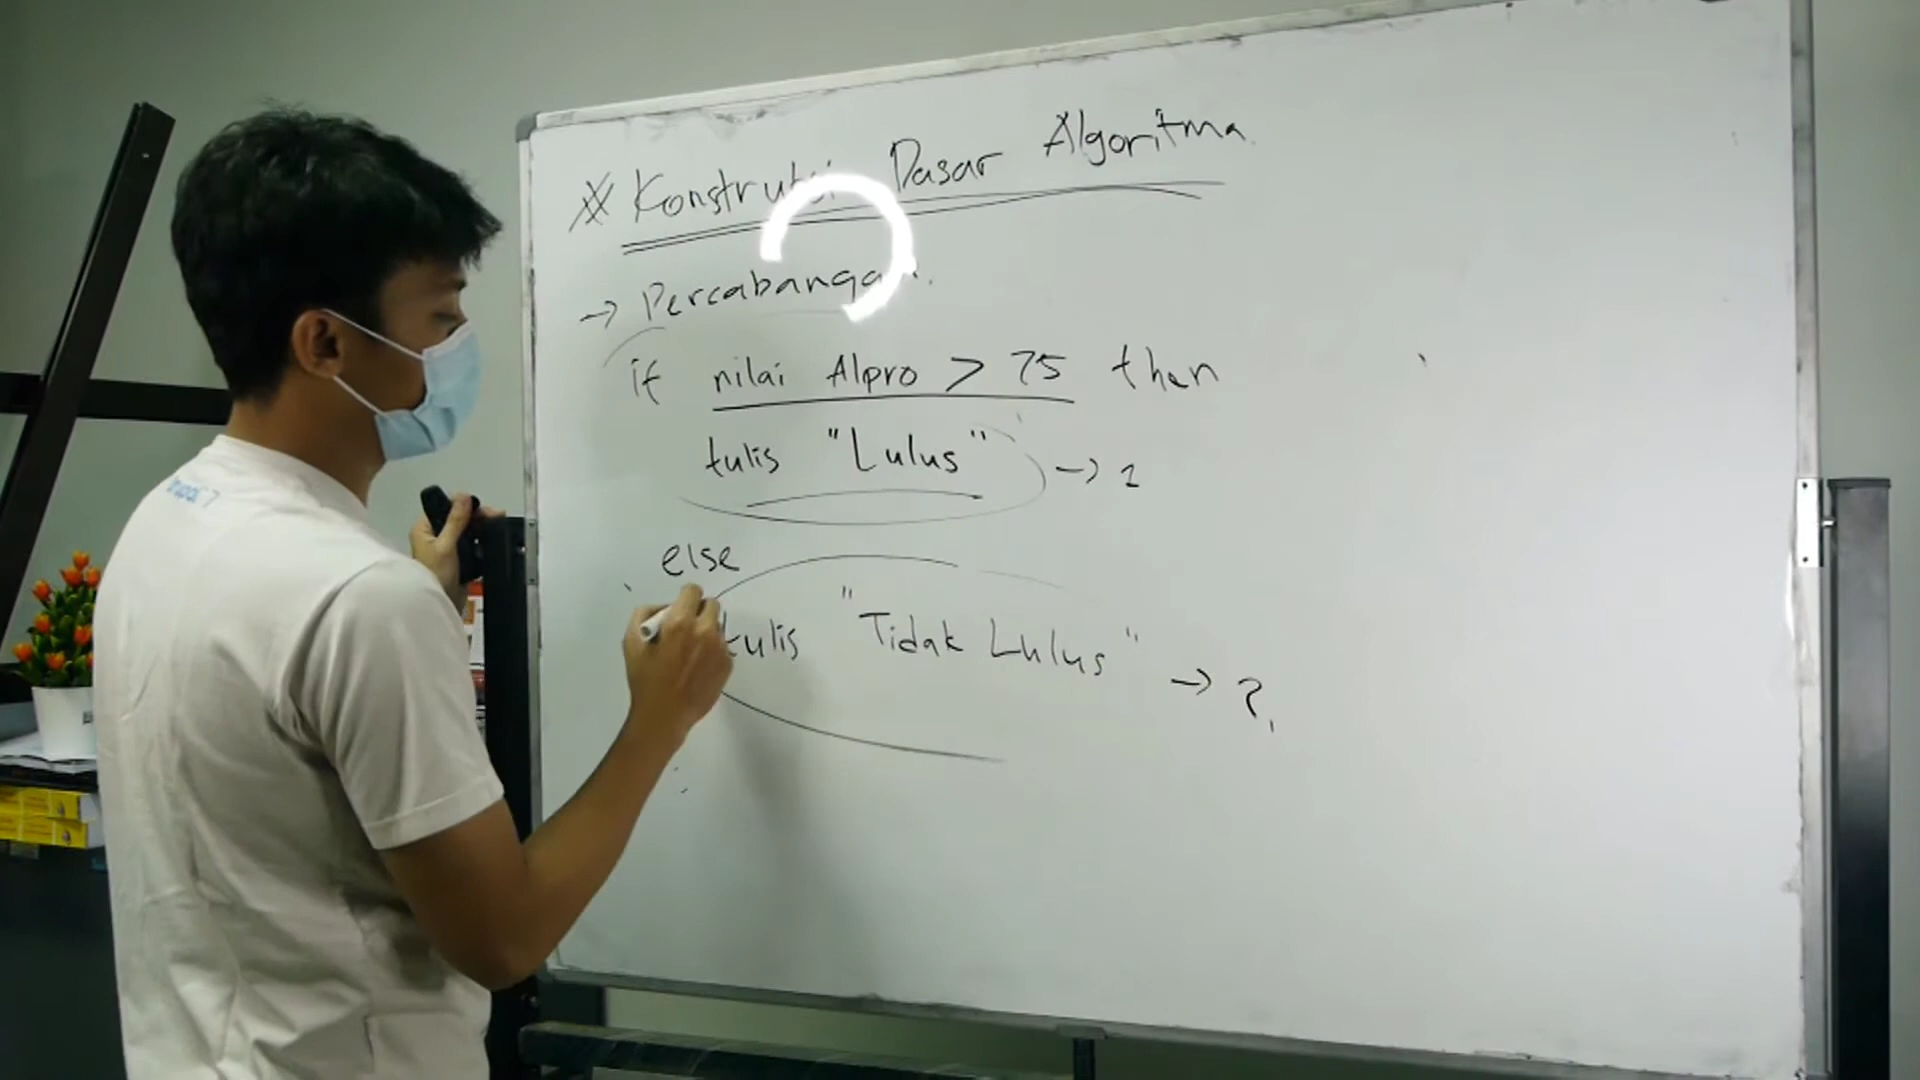 # Konstruksi Dasar Algoritma
→ Percabangan.
if nilai Alpro > 75 then
tulis "Lulus" → 1
else
tulis "Tidak Lulus" → 2